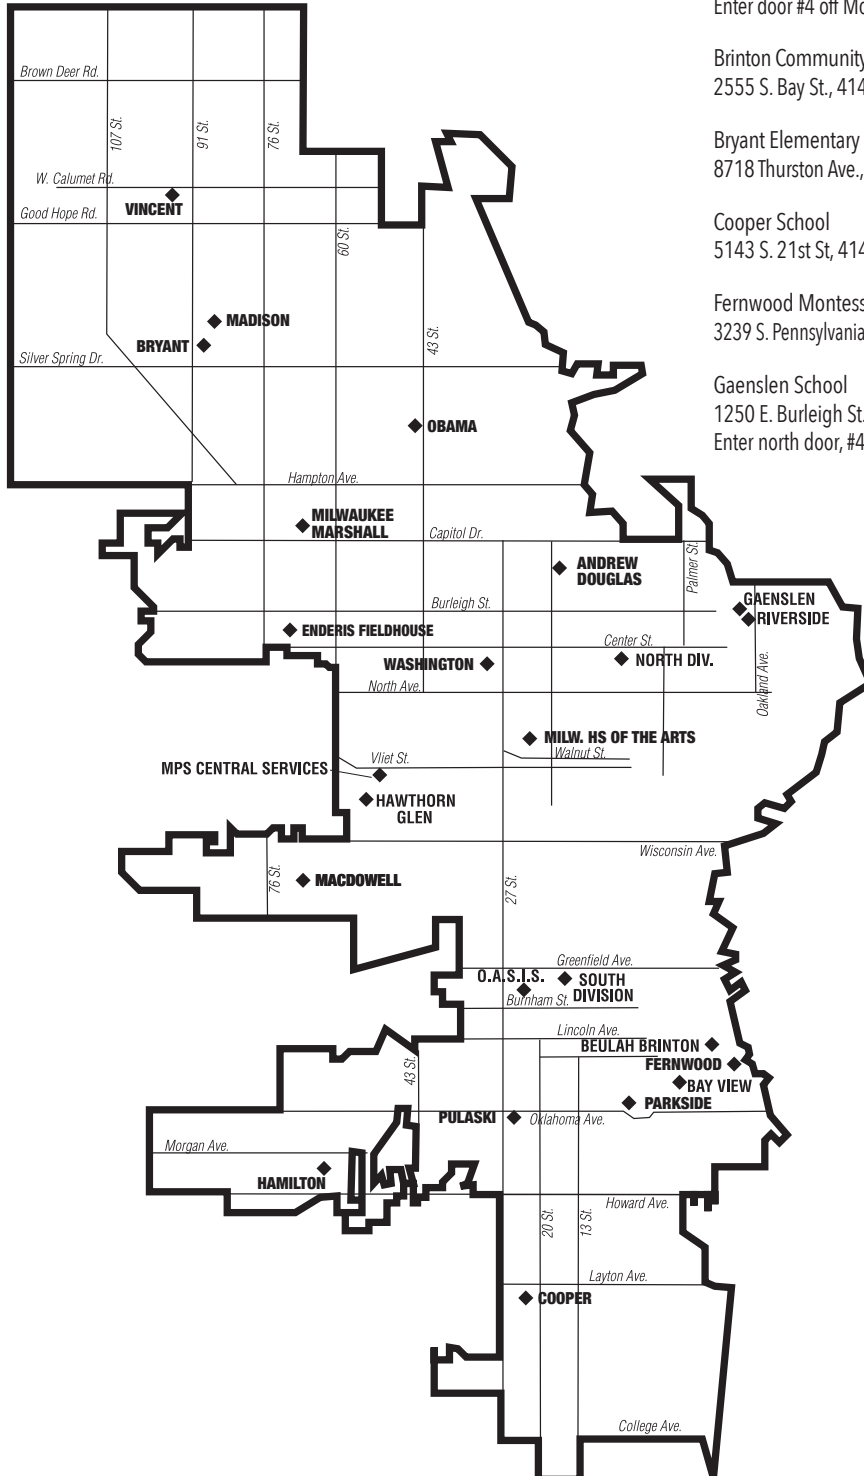 Enter door #4 off Mo
Brinton Community
2555 S. Bay St., 414
Bryant Elementary
8718 Thurston Ave.,
Cooper School
5143 S. 21st St, 414
Fernwood Montess
3239 S. Pennsylvania
Gaenslen School
1250 E. Burleigh St.
Enter north door, #4
Brown Deer Rd.
107 St.
91 St.
76 St.
W. Calumet Rd.
VINCENT
Good Hope Rd.
60 St.
MADISON
BRYANT
43 St.
Silver Spring Dr.
OBAMA
Hampton Ave.
MILWAUKEE
MARSHALL
Capitol Dr.
ANDREW
DOUGLAS
Palmer St.
Burleigh St.
GAENSLEN
RIVERSIDE
ENDERIS FIELDHOUSE
Center St.
WASHINGTON
NORTH DIV.
North Ave.
Oakland Ave.
MILW. HS OF THE ARTS
Walnut St.
Vliet St.
MPS CENTRAL SERVICES
HAWTHORN
GLEN
Wisconsin Ave.
76 St.
MACDOWELL
27 St.
Greenfield Ave.
O.A.S.I.S.
SOUTH
DIVISION
Burnham St.
Lincoln Ave.
BEULAH BRINTON
43 St.
FERNWOOD
BAY VIEW
PARKSIDE
PULASKI
Oklahoma Ave.
Morgan Ave.
HAMILTON
Howard Ave.
20 St.
13 St.
Layton Ave.
COOPER
College Ave.